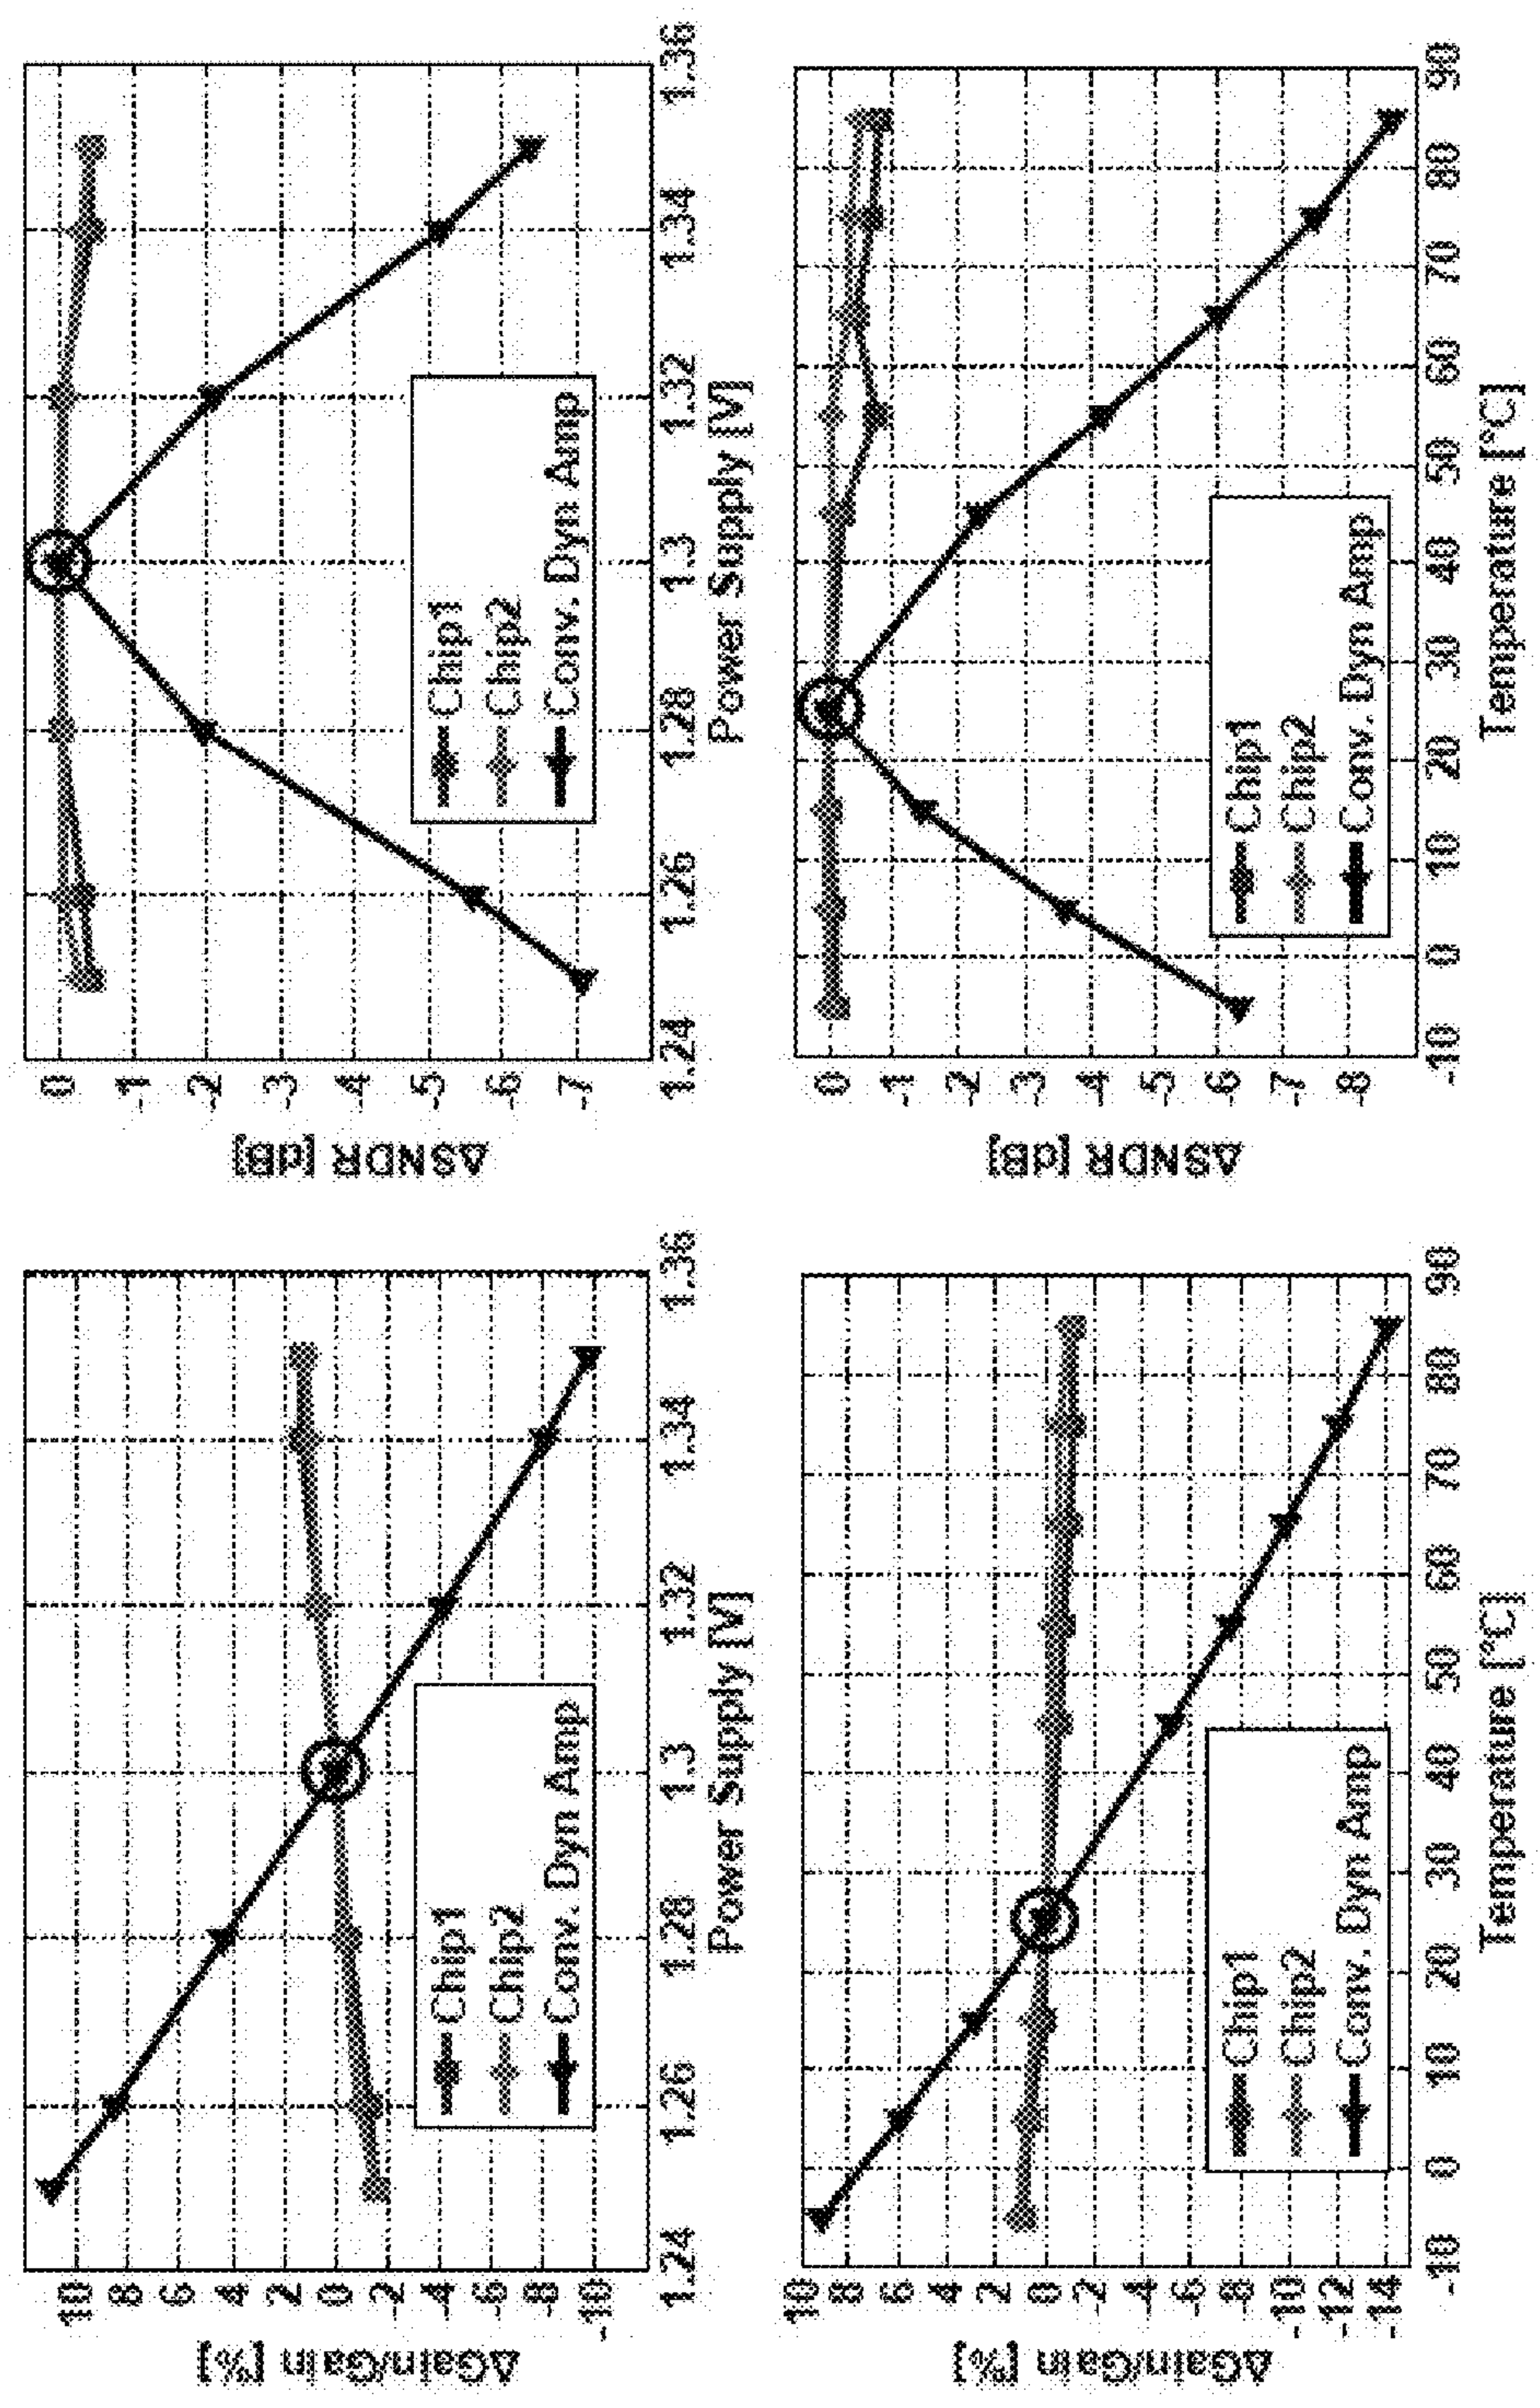 ΔGain/Gain [%]
10
8
6
4
2
0
-2
-4
-6
-8
-10
Chip1
Chip2
Conv. Dyn Amp
1.24 1.26 1.28 1.3 1.32 1.34 1.36
Power Supply [V]
ΔSNDR [dB]
0
-1
-2
-3
-4
-5
-6
-7
Chip1
Chip2
Conv. Dyn Amp
1.24 1.26 1.28 1.3 1.32 1.34 1.36
Power Supply [V]
ΔGain/Gain [%]
10
8
6
4
2
0
-2
-4
-6
-8
-10
-12
-14
Chip1
Chip2
Conv. Dyn Amp
-10 0 10 20 30 40 50 60 70 80 90
Temperature [°C]
ΔSNDR [dB]
0
-1
-2
-3
-4
-5
-6
-7
-8
Chip1
Chip2
Conv. Dyn Amp
-10 0 10 20 30 40 50 60 70 80 90
Temperature [°C]